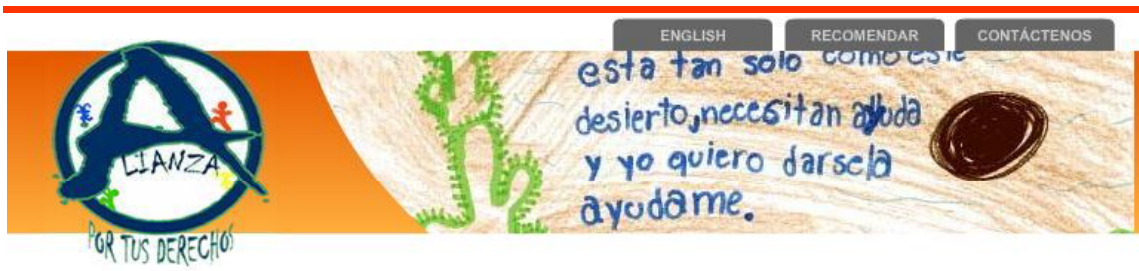 ENGLISH
RECOMENDAR
CONTÁCTENOS
esta tan solo como este
desierto, necesitan ayuda
y yo quiero darsela
ayudame.
ALIANZA
POR TUS DERECHOS